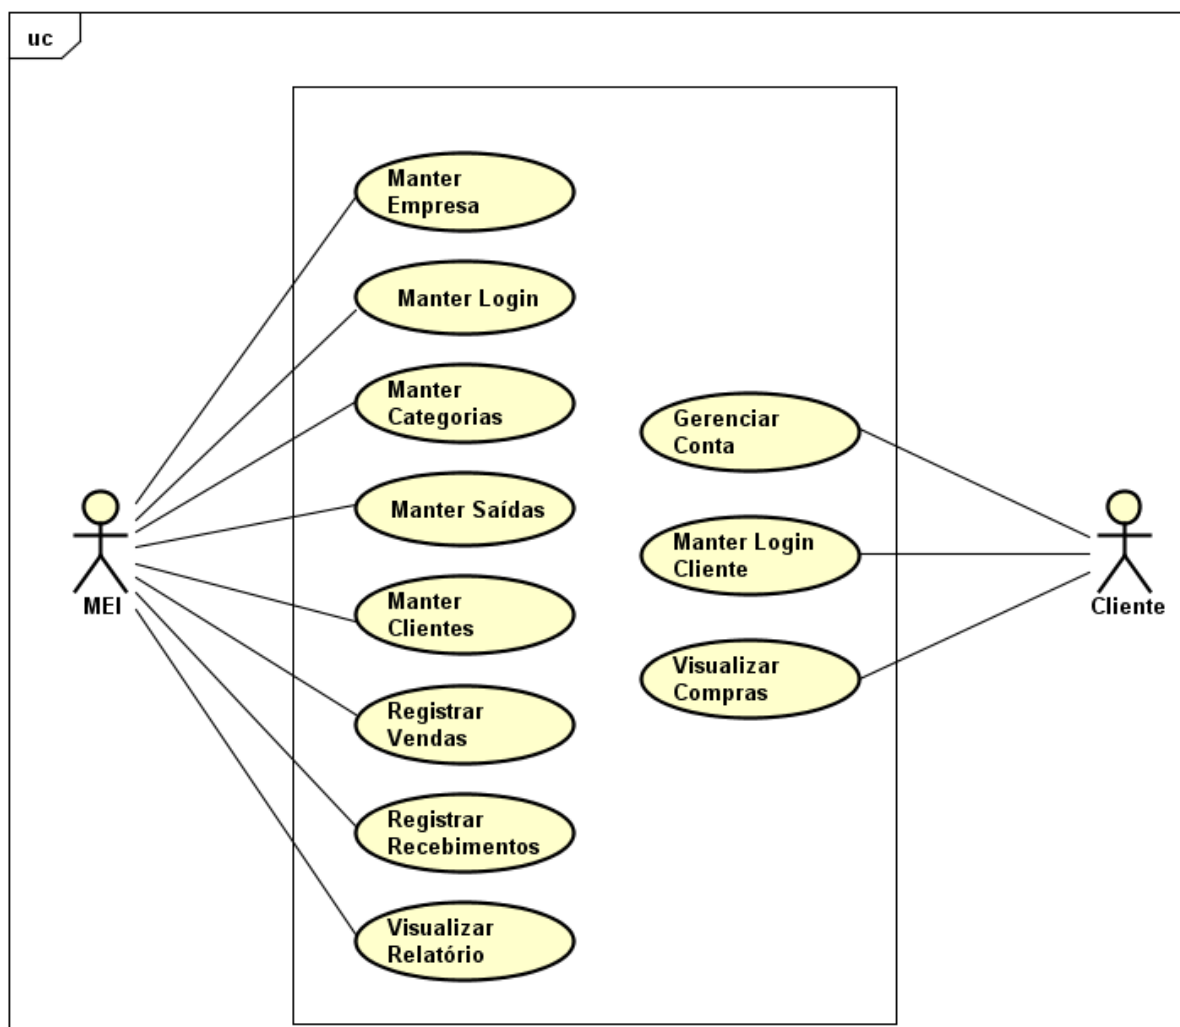 uc
Manter
Empresa
Manter Login
Manter
Categorias
Manter Saídas
Manter
Clientes
Registrar
Vendas
Registrar
Recebimentos
Visualizar
Relatório
Gerenciar
Conta
Manter Login
Cliente
Visualizar
Compras
MEI
Cliente